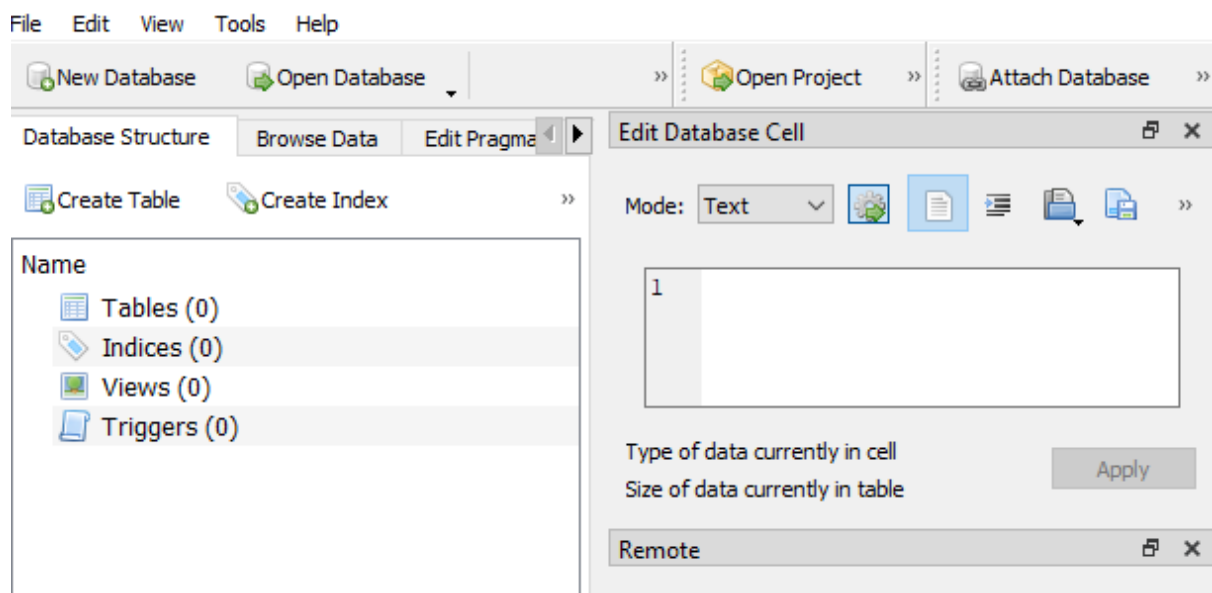 File Edit View Tools Help
New Database Open Database » Open Project » Attach Database »
Database Structure Browse Data Edit Pragma
Create Table Create Index »
Name
Tables (0)
Indices (0)
Views (0)
Triggers (0)
Edit Database Cell
Mode: Text »
1
Type of data currently in cell
Size of data currently in table
Apply
Remote